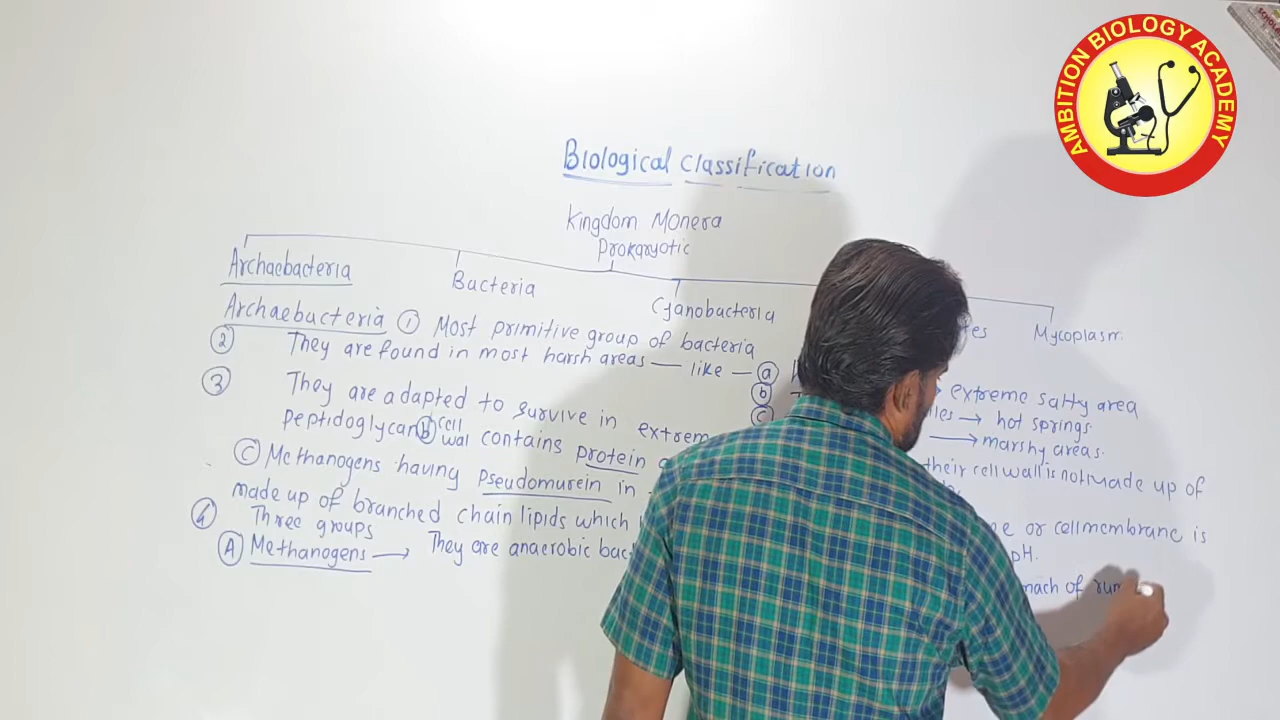 AMBITION BIOLOGY ACADEMY
Biological classification
Kingdom Monera
Prokaryotic
Archaebacteria
Bacteria
Cyanobacteria
tes
Mycoplasm.
Archaebacteria ① Most primitive group of bacteria
② They are found in most harsh areas — like — ⓐ
extreme salty area
ⓑ
les → hot springs.
ⓒ
→ marshy areas.
③ They are adapted to survive in extrem
their cell wall is not made up of
peptidoglycan ⓑ cell wal contains protein
ⓒ Methanogens having pseudomurein in
e or cell membrane is
made up of branched chain lipids which
pH.
④ Three groups
Ⓐ Methanogens → They are anaerobic bac
mach of rum